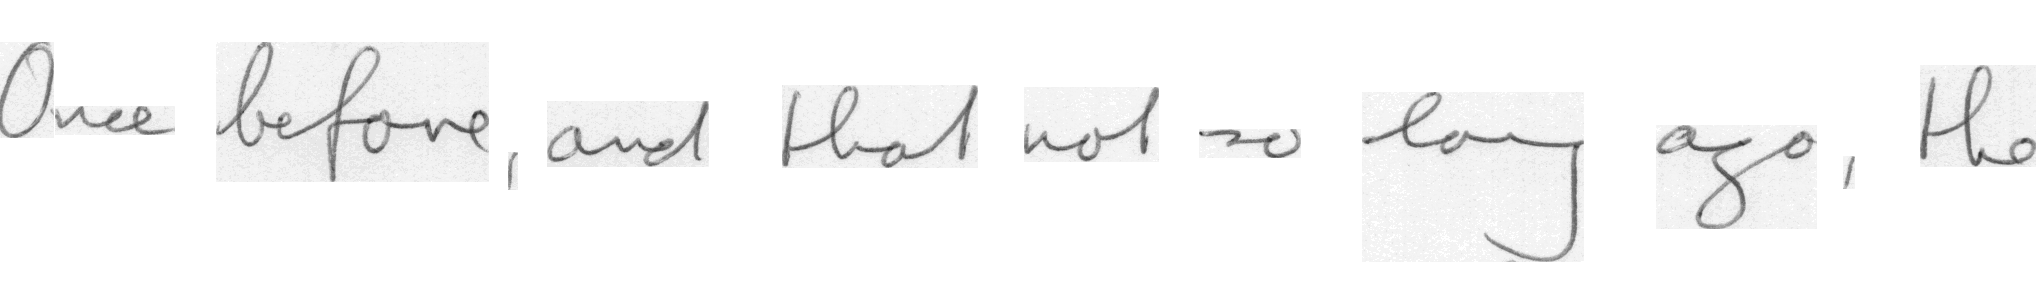 Once before, and that not so long ago, the